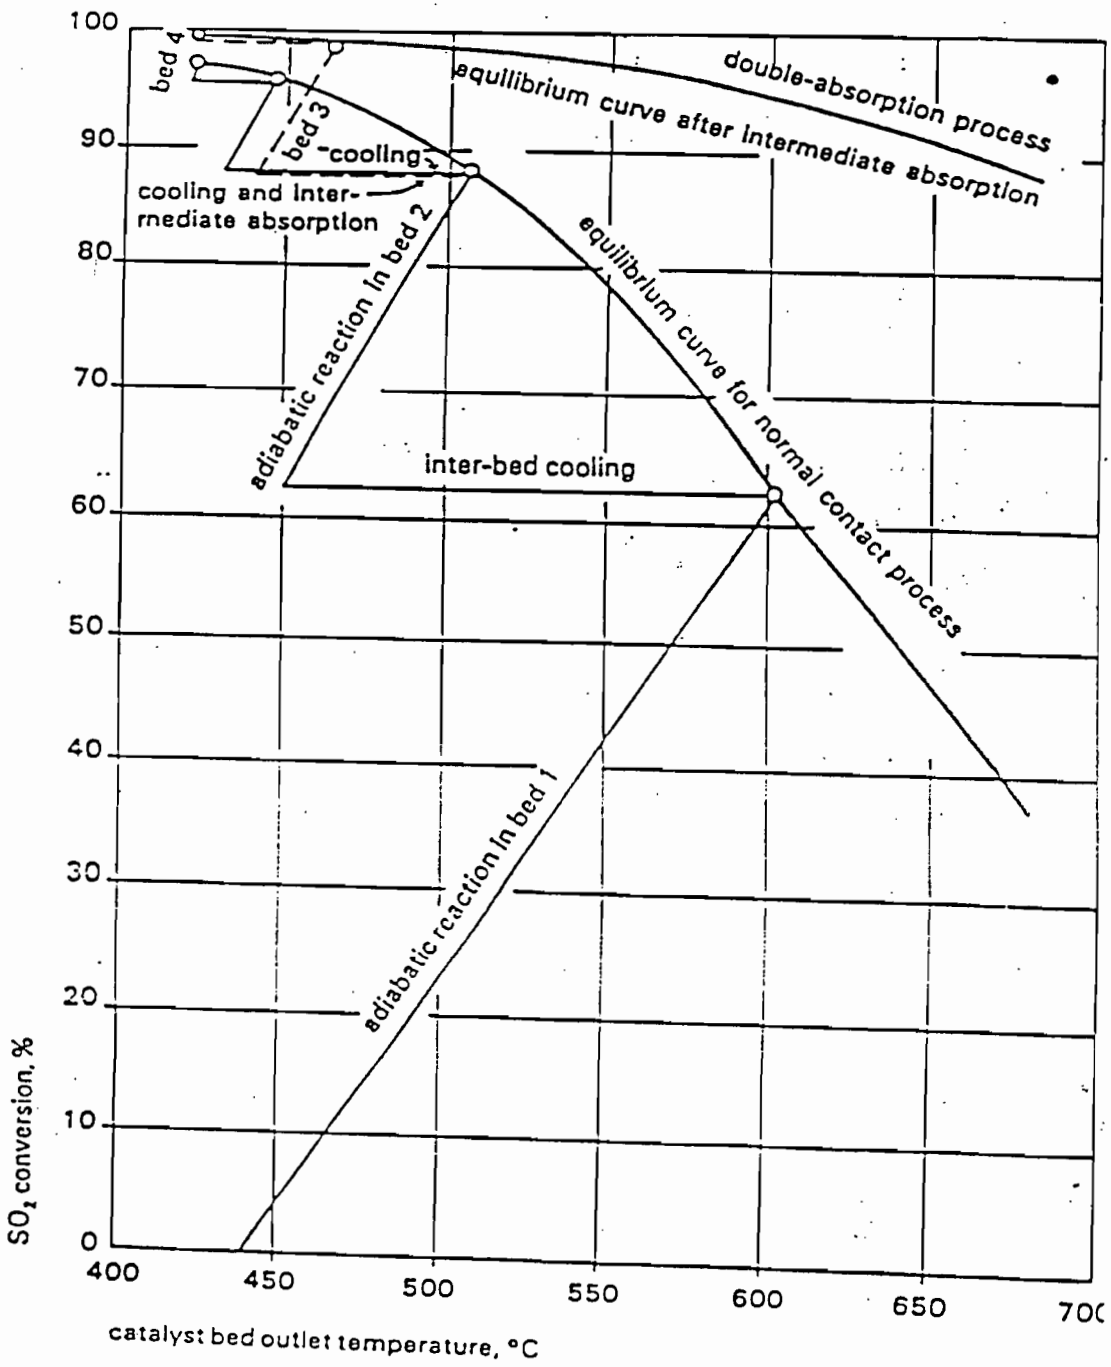 100
bed 4
double-absorption process
equilibrium curve after intermediate absorption
bed 3
90
cooling
cooling and inter-
mediate absorption
80
adiabatic reaction in bed 2
equilibrium curve for normal contact process
70
inter-bed cooling
60
50
40
adiabatic reaction in bed 1
30
20
10
0
SO₂ conversion, %
400
450
500
550
600
650
700
catalyst bed outlet temperature, °C